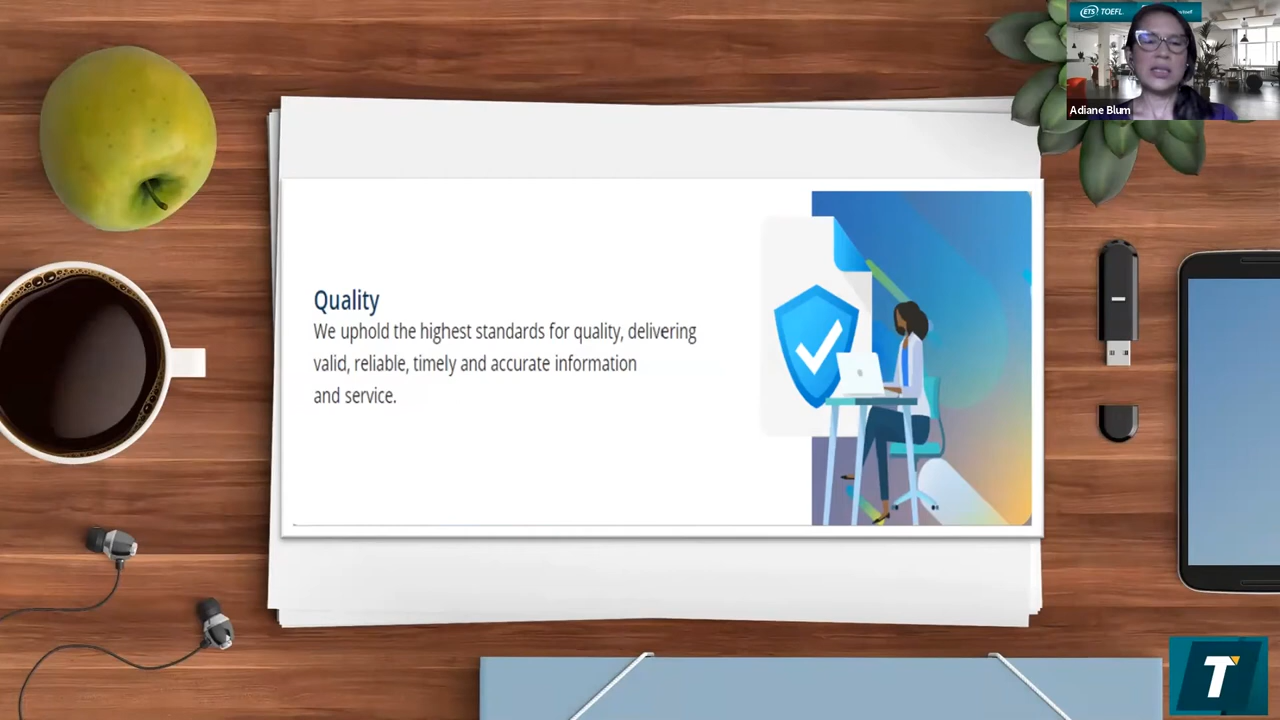 ETS TOEFL
Adiane Blum
Quality
We uphold the highest standards for quality, delivering
valid, reliable, timely and accurate information
and service.
T